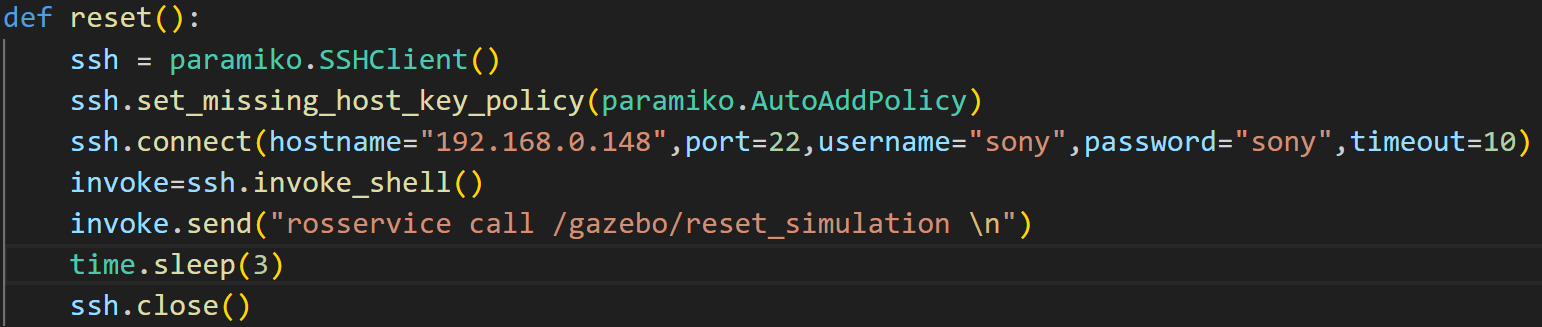 def reset():
    ssh = paramiko.SSHClient()
    ssh.set_missing_host_key_policy(paramiko.AutoAddPolicy)
    ssh.connect(hostname="192.168.0.148",port=22,username="sony",password="sony",timeout=10)
    invoke=ssh.invoke_shell()
    invoke.send("rosservice call /gazebo/reset_simulation \n")
    time.sleep(3)
    ssh.close()